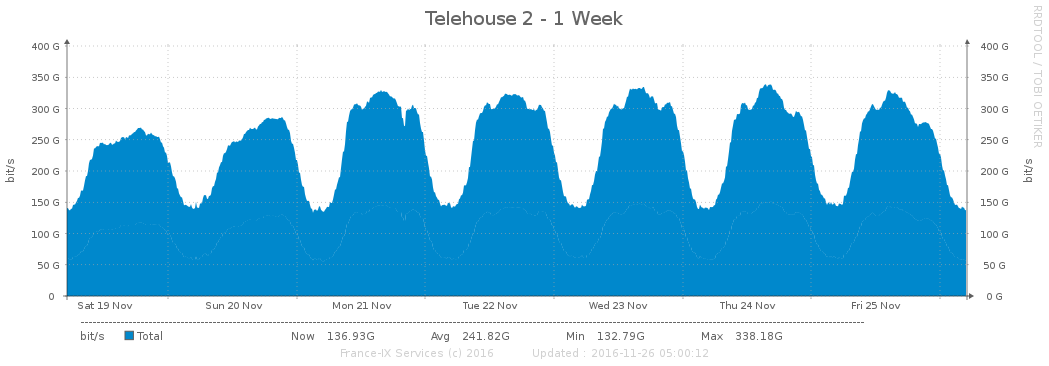 Telehouse 2 - 1 Week
RRDTOOL / TOBI OETIKER
400 G 400 G
350 G 350 G
300 G 300 G
250 G 250 G
200 G 200 G
150 G 150 G
100 G 100 G
50 G 50 G
0 0 G
bit/s bit/s
Sat 19 Nov Sun 20 Nov Mon 21 Nov Tue 22 Nov Wed 23 Nov Thu 24 Nov Fri 25 Nov
bit/s Total Now 136.93G Avg 241.82G Min 132.79G Max 338.18G
France-IX Services (c) 2016 Updated : 2016-11-26 05:00:12